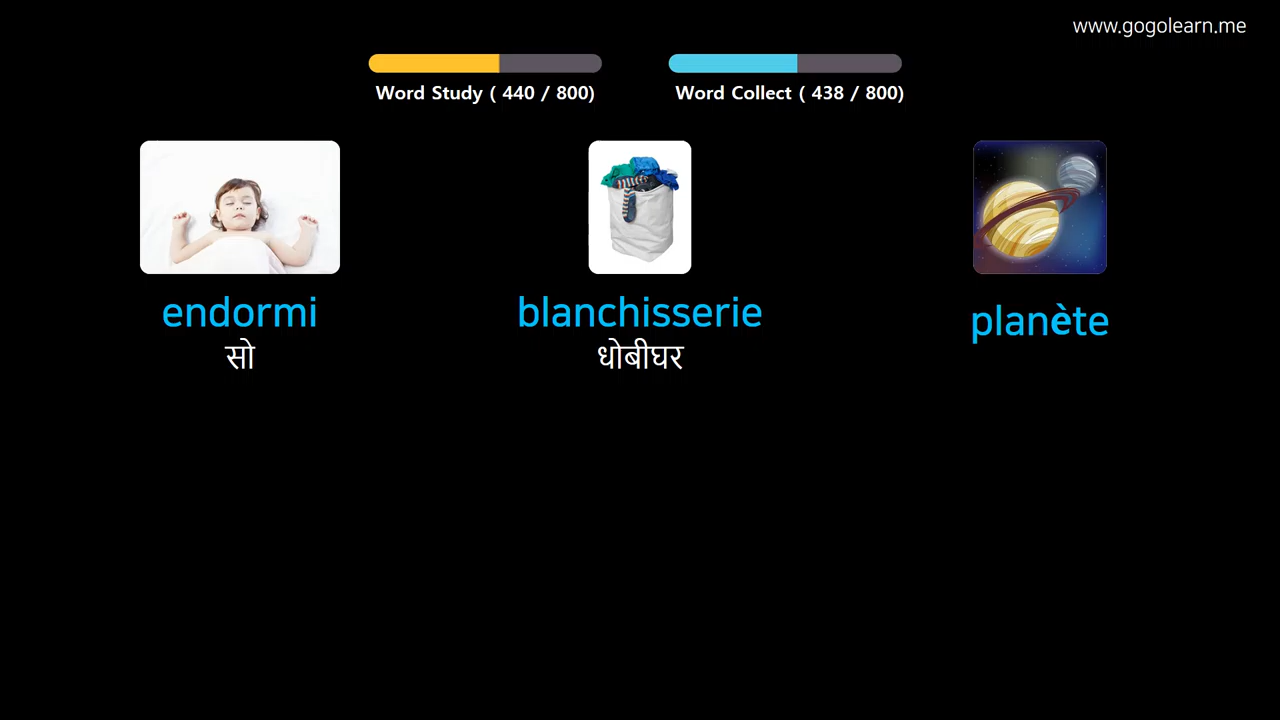 www.gogolearn.me
Word Study ( 440 / 800)
Word Collect ( 438 / 800)
endormi
सो
blanchisserie
धोबीघर
planète